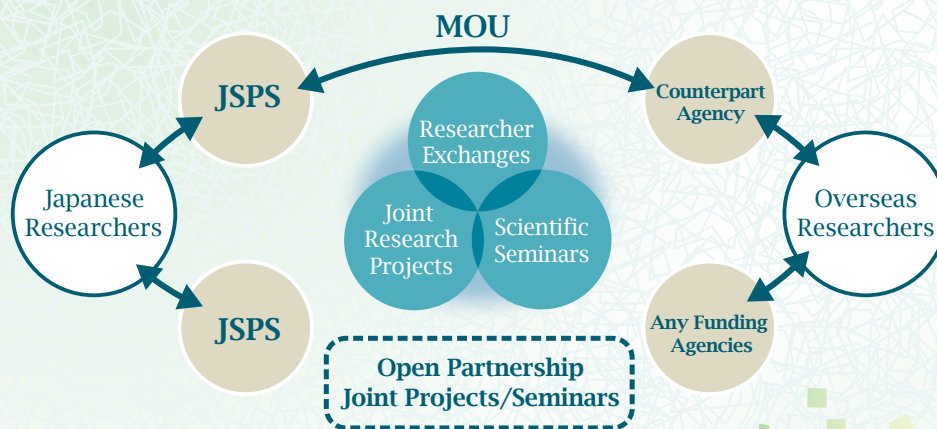 MOU
JSPS
Counterpart
Agency
Researcher
Exchanges
Japanese
Researchers
Joint
Research
Projects
Scientific
Seminars
Overseas
Researchers
JSPS
Any Funding
Agencies
Open Partnership
Joint Projects/Seminars